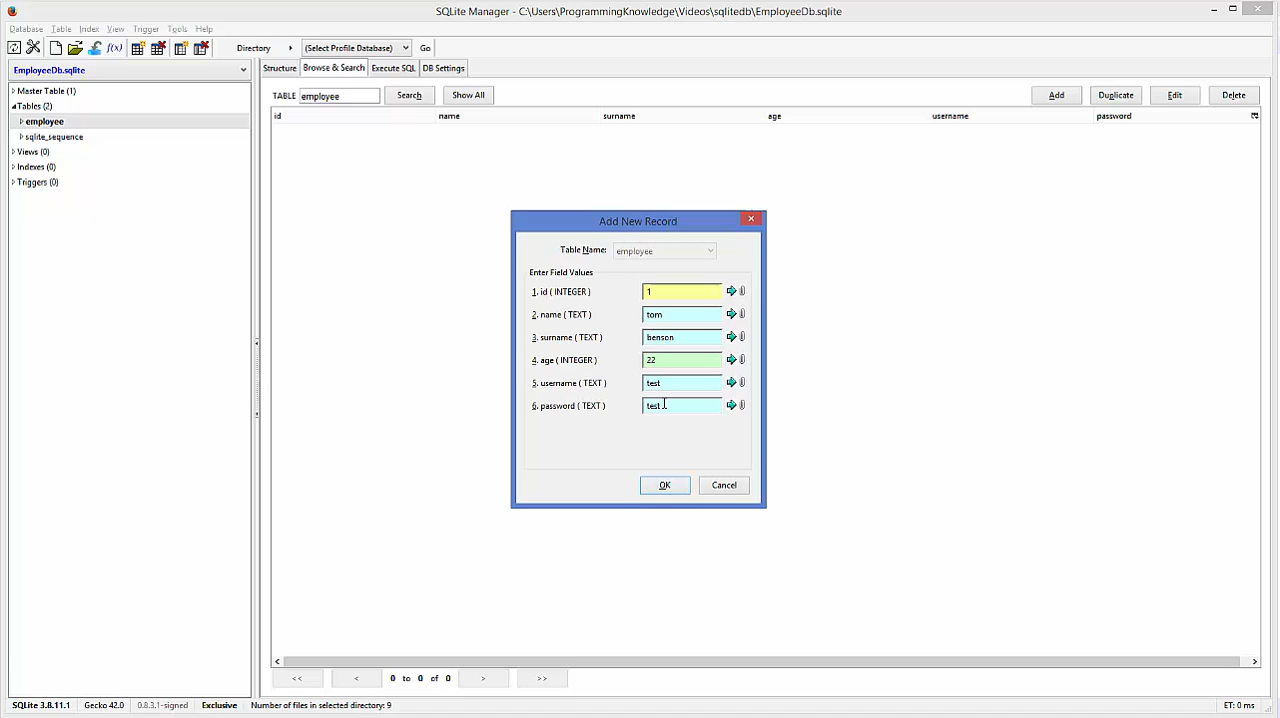 SQLite Manager - C:\Users\ProgrammingKnowledge\Videos\sqlitedb\EmployeeDb.sqlite
Database Table Index View Trigger Tools Help
f(x) Directory (Select Profile Database) Go
EmployeeDb.sqlite
Structure Browse & Search Execute SQL DB Settings
Master Table (1)
Tables (2)
employee
sqlite_sequence
Views (0)
Indexes (0)
Triggers (0)
TABLE employee Search Show All Add Duplicate Edit Delete
id name surname age username password
Add New Record
Table Name: employee
Enter Field Values
1. id ( INTEGER ) 1
2. name ( TEXT ) tom
3. surname ( TEXT ) benson
4. age ( INTEGER ) 22
5. username ( TEXT ) test
6. password ( TEXT ) test
OK Cancel
<< < 0 to 0 of 0 > >>
SQLite 3.8.11.1 Gecko 42.0 0.8.3.1-signed Exclusive Number of files in selected directory: 9 ET: 0 ms